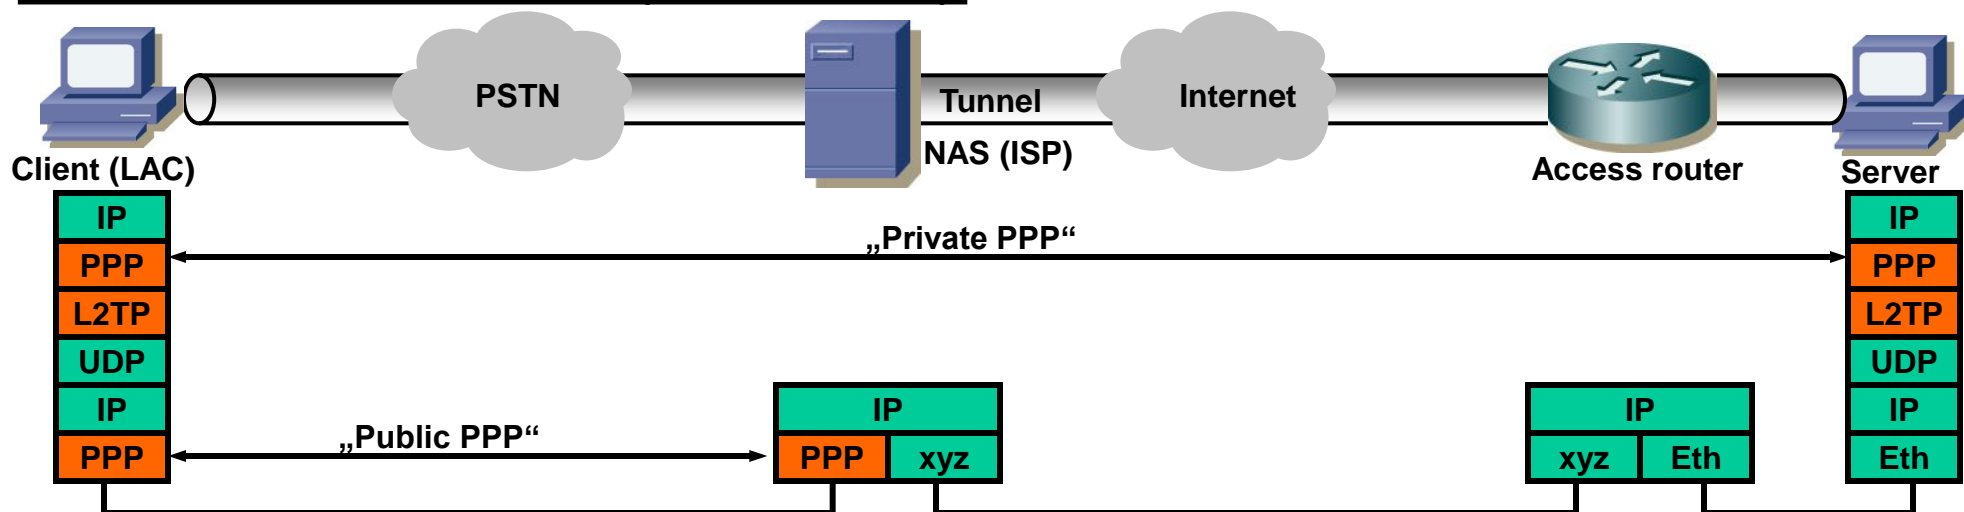 PSTN
Tunnel
Internet
NAS (ISP)
Client (LAC)
Access router
Server
IP
PPP
L2TP
UDP
IP
PPP
„Private PPP“
„Public PPP“
IP
PPP xyz
IP
xyz Eth
IP
PPP
L2TP
UDP
IP
Eth